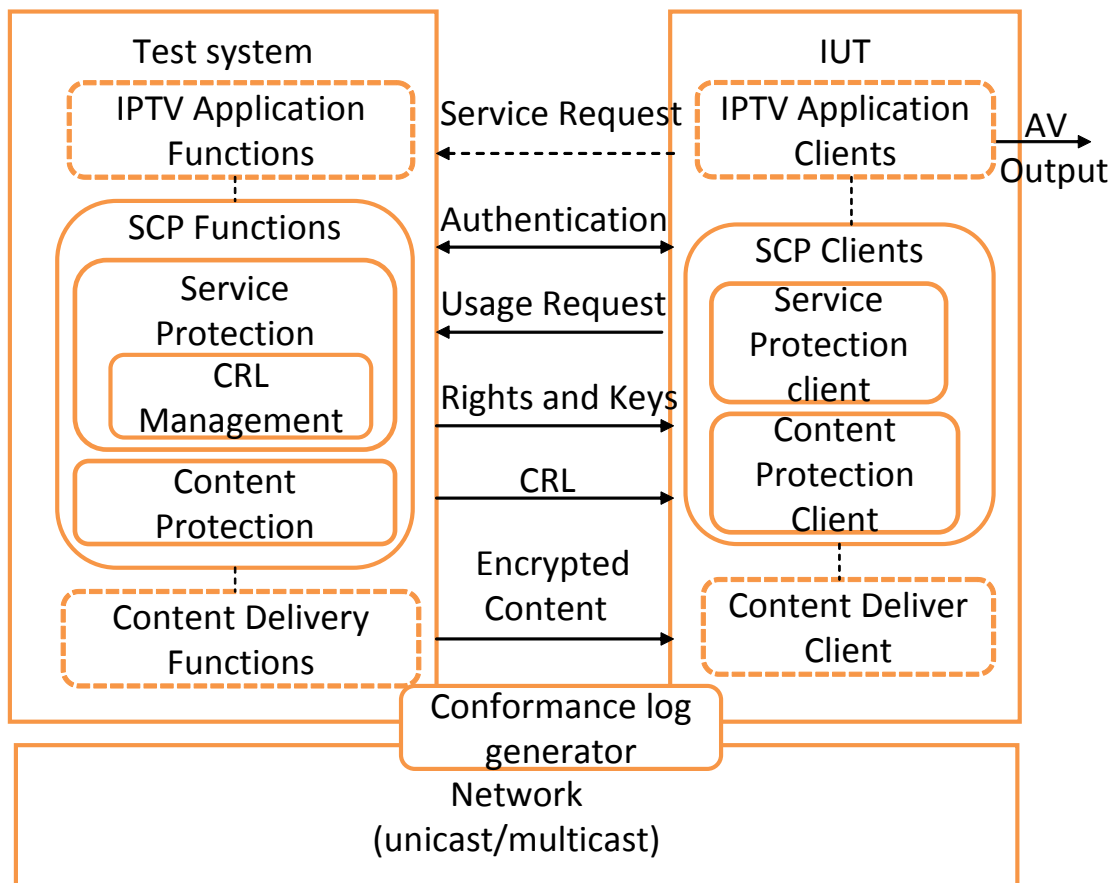 Test system
IPTV Application
Functions
SCP Functions
Service
Protection
CRL
Management
Content
Protection
Content Delivery
Functions
Service Request
Authentication
Usage Request
Rights and Keys
CRL
Encrypted
Content
IUT
IPTV Application
Clients
AV
Output
SCP Clients
Service
Protection
client
Content
Protection
Client
Content Deliver
Client
Conformance log
generator
Network
(unicast/multicast)